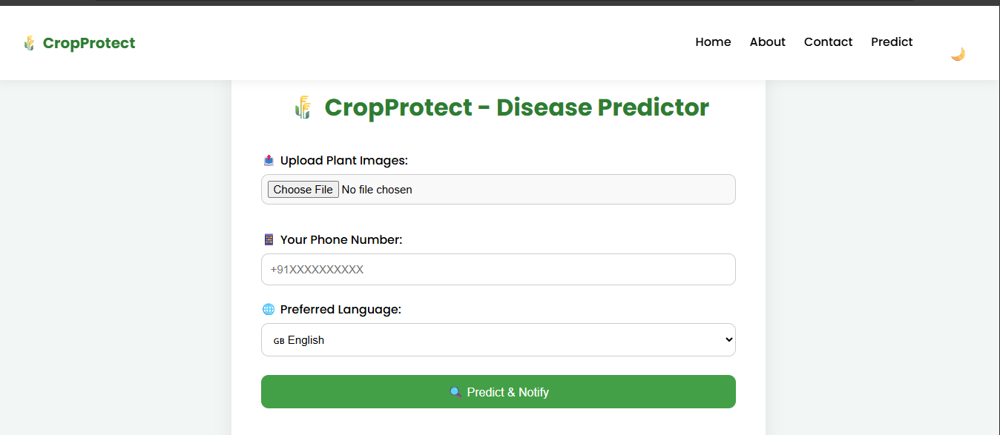 CropProtect
Home About Contact Predict
CropProtect - Disease Predictor
Upload Plant Images:
Choose File No file chosen
Your Phone Number:
+91XXXXXXXXXX
Preferred Language:
GB English
Predict & Notify